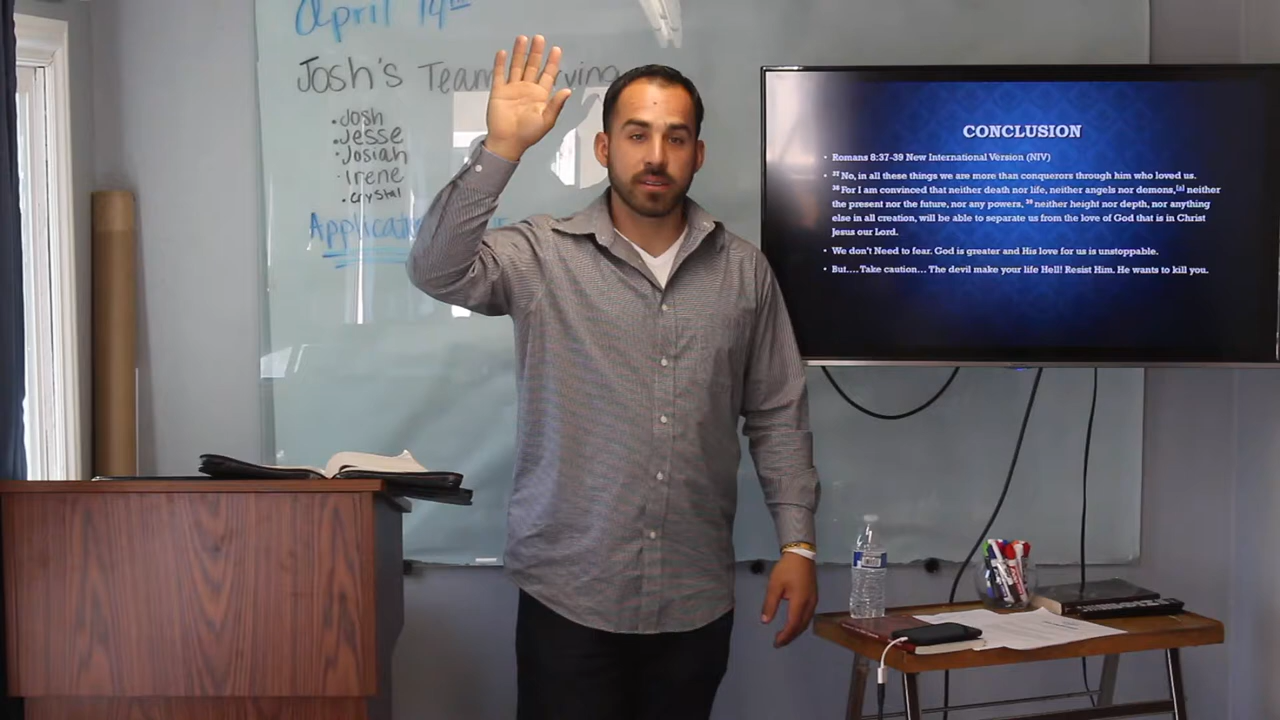 April 14th
Josh's Team
• Josh
• Jesse
• Josiah
• Irene
• Crystal
CONCLUSION
• Romans 8:37-39 New International Version (NIV)
• 37 No, in all these things we are more than conquerors through him who loved us.
38 For I am convinced that neither death nor life, neither angels nor demons,[a] neither
the present nor the future, nor any powers, 39 neither height nor depth, nor anything
else in all creation, will be able to separate us from the love of God that is in Christ
Jesus our Lord.
• We don't Need to fear. God is greater and His love for us is unstoppable.
• But.... Take caution... The devil make your life Hell! Resist Him. He wants to kill you.